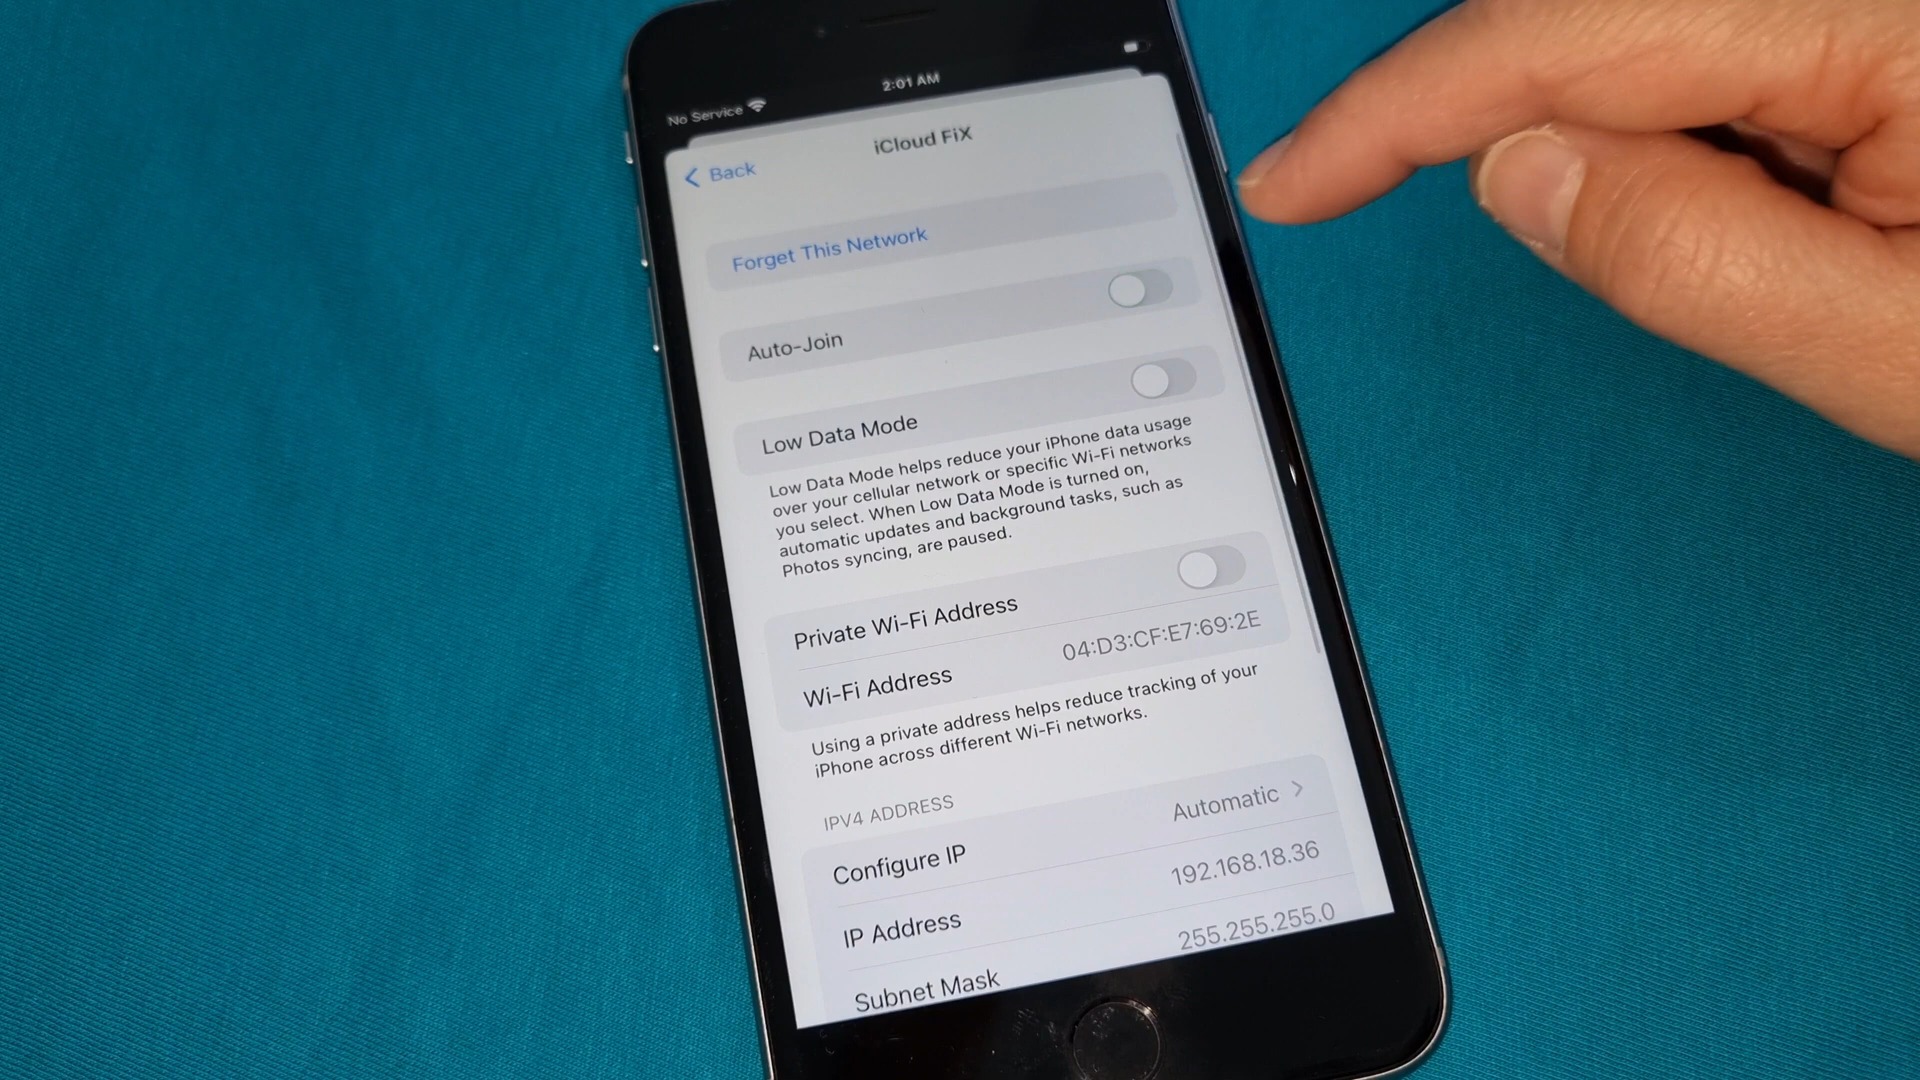 No Service
2:01 AM
Back
iCloud FiX
Forget This Network
Auto-Join
Low Data Mode
Low Data Mode helps reduce your iPhone data usage
over your cellular network or specific Wi-Fi networks
you select. When Low Data Mode is turned on,
automatic updates and background tasks, such as
Photos syncing, are paused.
Private Wi-Fi Address
Wi-Fi Address 04:D3:CF:E7:69:2E
Using a private address helps reduce tracking of your
iPhone across different Wi-Fi networks.
IPV4 ADDRESS
Configure IP Automatic
IP Address 192.168.18.36
Subnet Mask 255.255.255.0